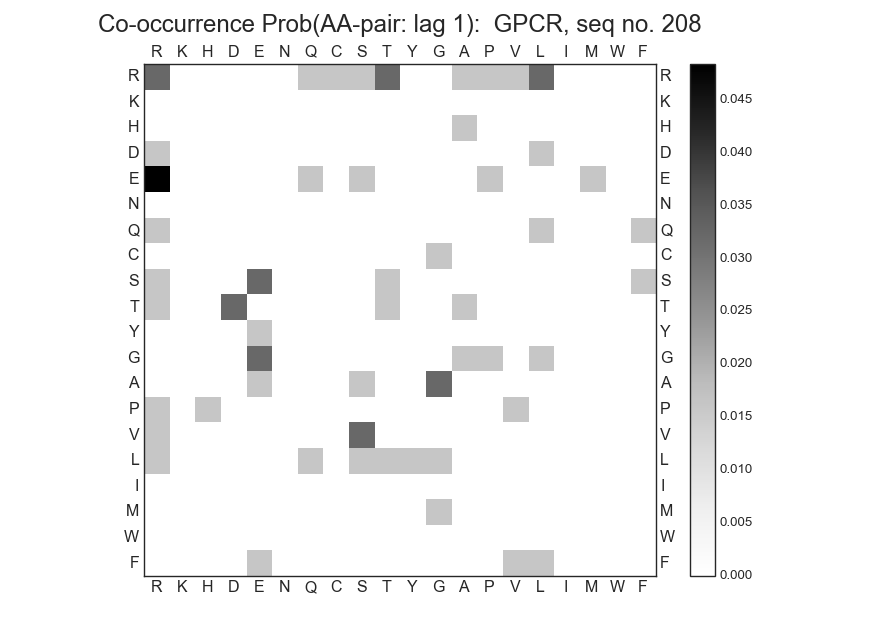 Co-occurrence Prob(AA-pair: lag 1):  GPCR, seq no. 208
R K H D E N Q C S T Y G A P V L I M W F
R R 0.045
K K
H H 0.040
D D
E E 0.035
N N
Q Q 0.030
C C
S S 0.025
T T
Y Y 0.020
G G
A A 0.015
P P
V V 0.010
L L
I I
M M 0.005
W W
F F 0.000
R K H D E N Q C S T Y G A P V L I M W F